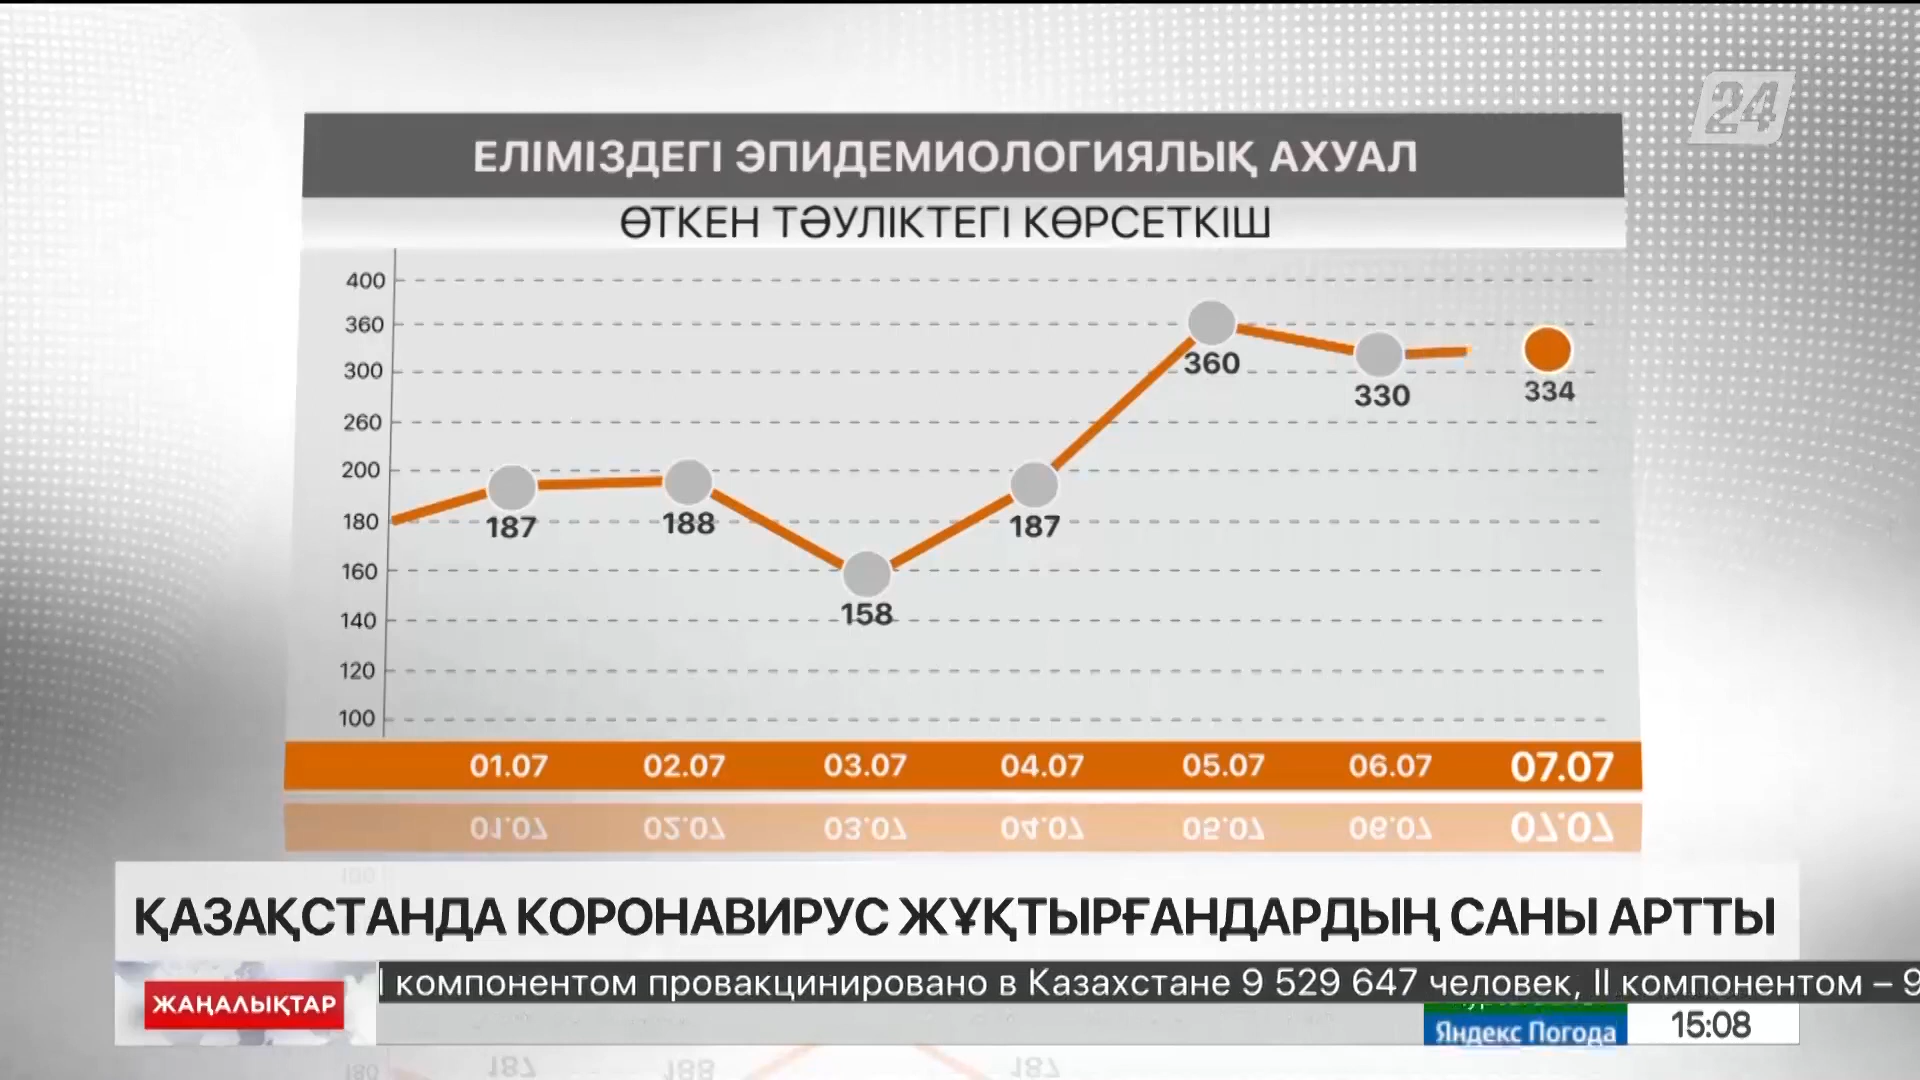 24
ЕЛІМІЗДЕГІ ЭПИДЕМИОЛОГИЯЛЫҚ АХУАЛ
ӨТКЕН ТӘУЛІКТЕГІ КӨРСЕТКІШ
400
360
300
260
200
180
160
140
120
100
187
188
158
187
360
330
334
01.07 02.07 03.07 04.07 05.07 06.07 07.07
ҚАЗАҚСТАНДА КОРОНАВИРУС ЖҰҚТЫРҒАНДАРДЫҢ САНЫ АРТТЫ
ЖАҢАЛЫҚТАР
I компонентом провакцинировано в Казахстане 9 529 647 человек, II компонентом – 9
Яндекс Погода
15:08